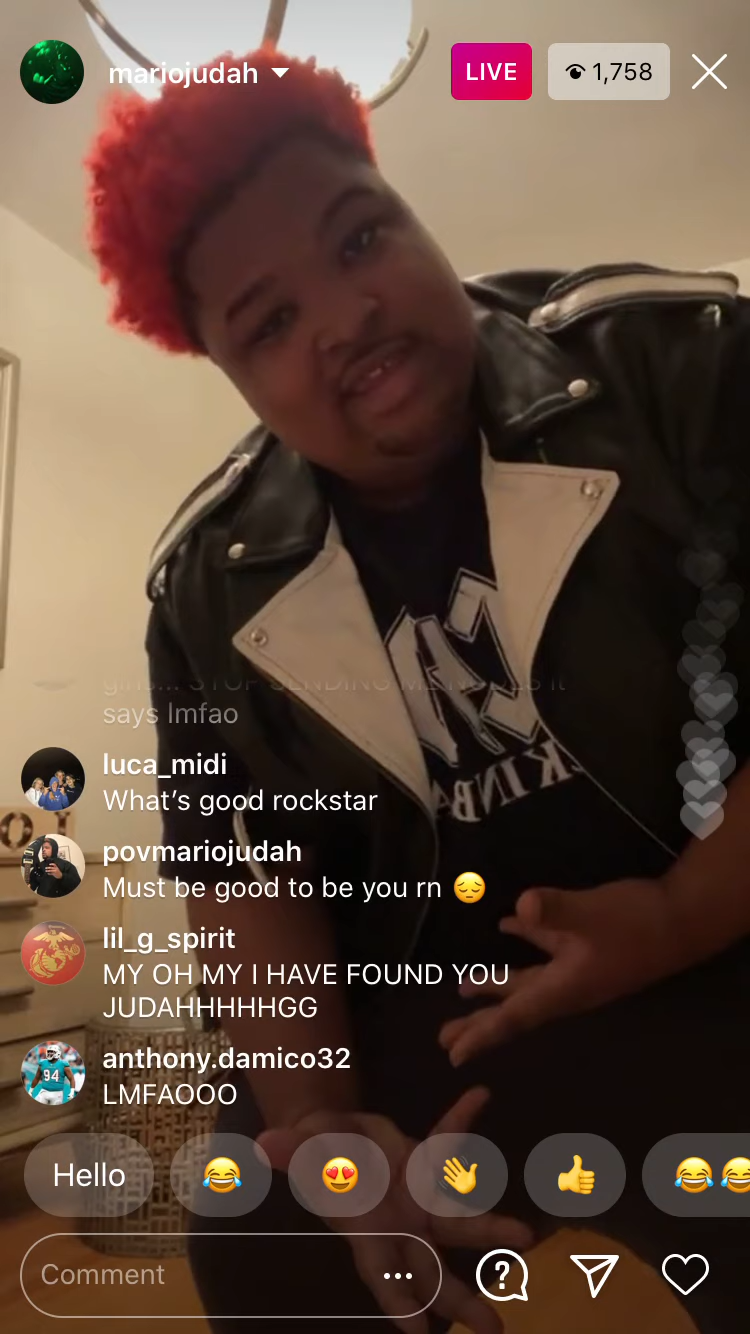 mariojudah
LIVE
1,758
says lmfao
luca_midi
What's good rockstar
povmariojudah
Must be good to be you rn 😔
lil_g_spirit
MY OH MY I HAVE FOUND YOU
JUDAHHHHHGG
anthony.damico32
LMFAOOO
94
Hello 😂 😍 👋 👍 😂😂
Comment